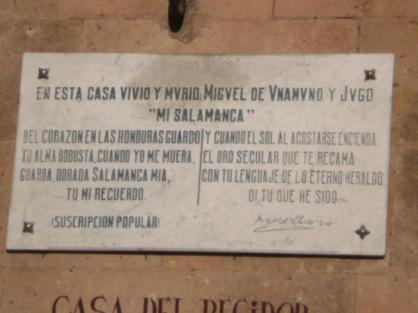 EN ESTA CASA VIVIO Y MVRIO MIGVEL DE VNAMVNO Y JVGO
"MI SALAMANCA"
DEL CORAZON EN LAS HONDURAS GUARDO
TU ALMA ROBUSTA, CUANDO YO ME MUERA,
GUARDA, DORADA SALAMANCA MIA,
TU MI RECUERDO.
Y CUANDO EL SOL AL ACOSTARSE ENCIENDA
EL ORO SECULAR QUE TE RECAMA
CON TU LENGUAJE, DE LO ETERNO HERALDO,
DI TU QUE HE SIDO.
(SUSCRIPCION POPULAR)
CASA DEL REGIDOR